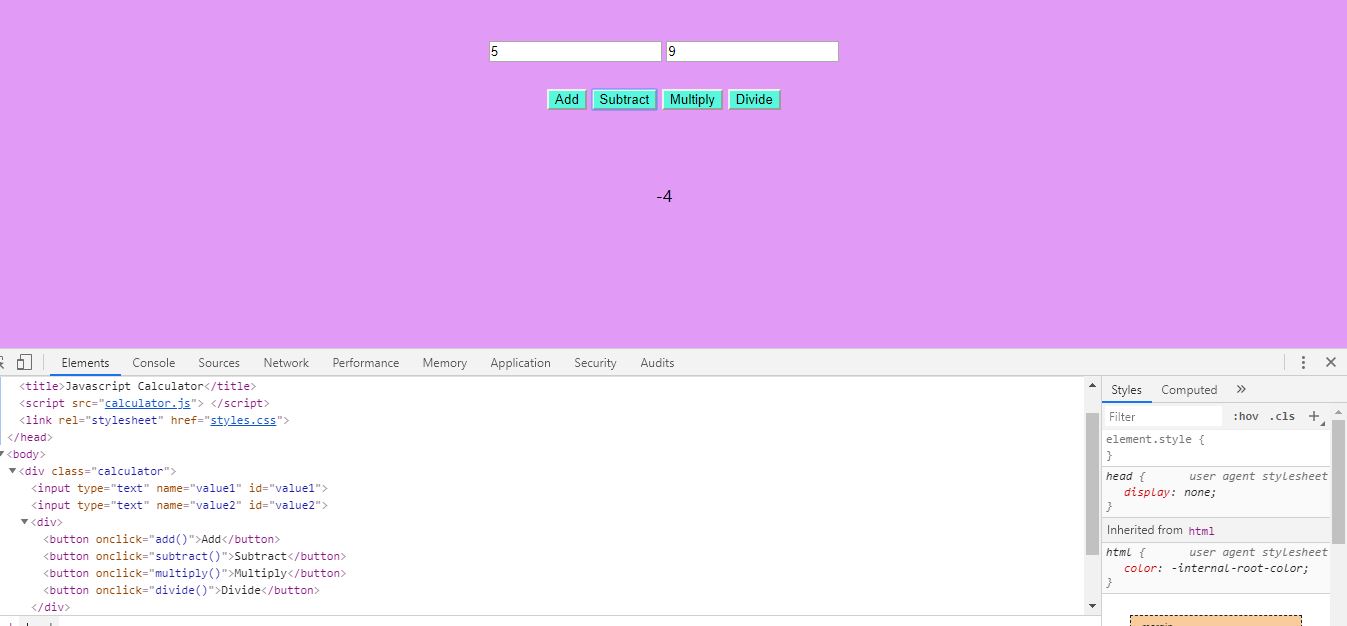 5 9
Add Subtract Multiply Divide
-4
Elements Console Sources Network Performance Memory Application Security Audits
<title>Javascript Calculator</title>
<script src="calculator.js"> </script>
<link rel="stylesheet" href="styles.css">
</head>
<body>
<div class="calculator">
<input type="text" name="value1" id="value1">
<input type="text" name="value2" id="value2">
<div>
<button onclick="add()">Add</button>
<button onclick="subtract()">Subtract</button>
<button onclick="multiply()">Multiply</button>
<button onclick="divide()">Divide</button>
</div>
Styles Computed »
Filter :hov .cls +
element.style {
}
head { user agent stylesheet
display: none;
}
Inherited from html
html { user agent stylesheet
color: -internal-root-color;
}